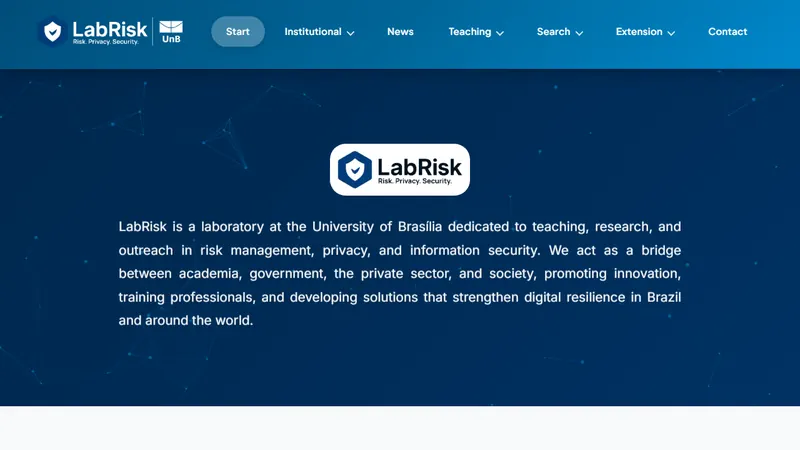 LabRisk
Risk. Privacy. Security.
UnB
Start
Institutional
News
Teaching
Search
Extension
Contact
LabRisk
Risk. Privacy. Security.
LabRisk is a laboratory at the University of Brasília dedicated to teaching, research, and
outreach in risk management, privacy, and information security. We act as a bridge
between academia, government, the private sector, and society, promoting innovation,
training professionals, and developing solutions that strengthen digital resilience in Brazil
and around the world.